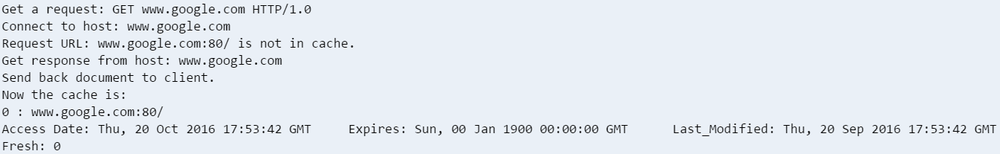 Get a request: GET www.google.com HTTP/1.0
Connect to host: www.google.com
Request URL: www.google.com:80/ is not in cache.
Get response from host: www.google.com
Send back document to client.
Now the cache is:
0 : www.google.com:80/
Access Date: Thu, 20 Oct 2016 17:53:42 GMT     Expires: Sun, 00 Jan 1900 00:00:00 GMT      Last_Modified: Thu, 20 Sep 2016 17:53:42 GMT
Fresh: 0